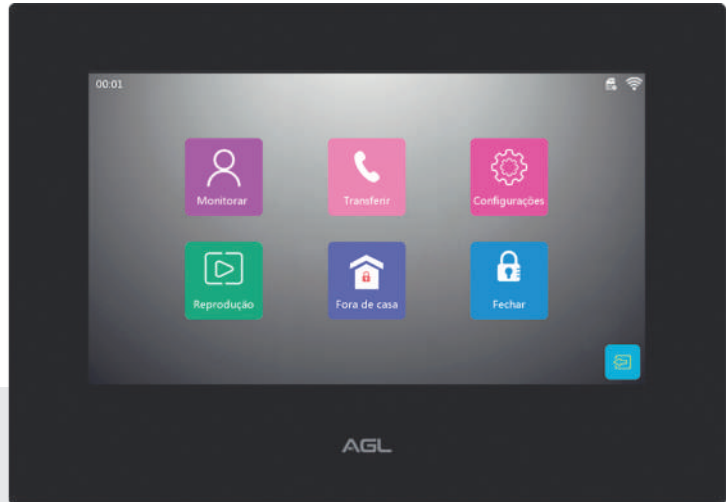 00:01
Monitorar
Transferir
Configurações
Reprodução
Fora de casa
Fechar
AGL